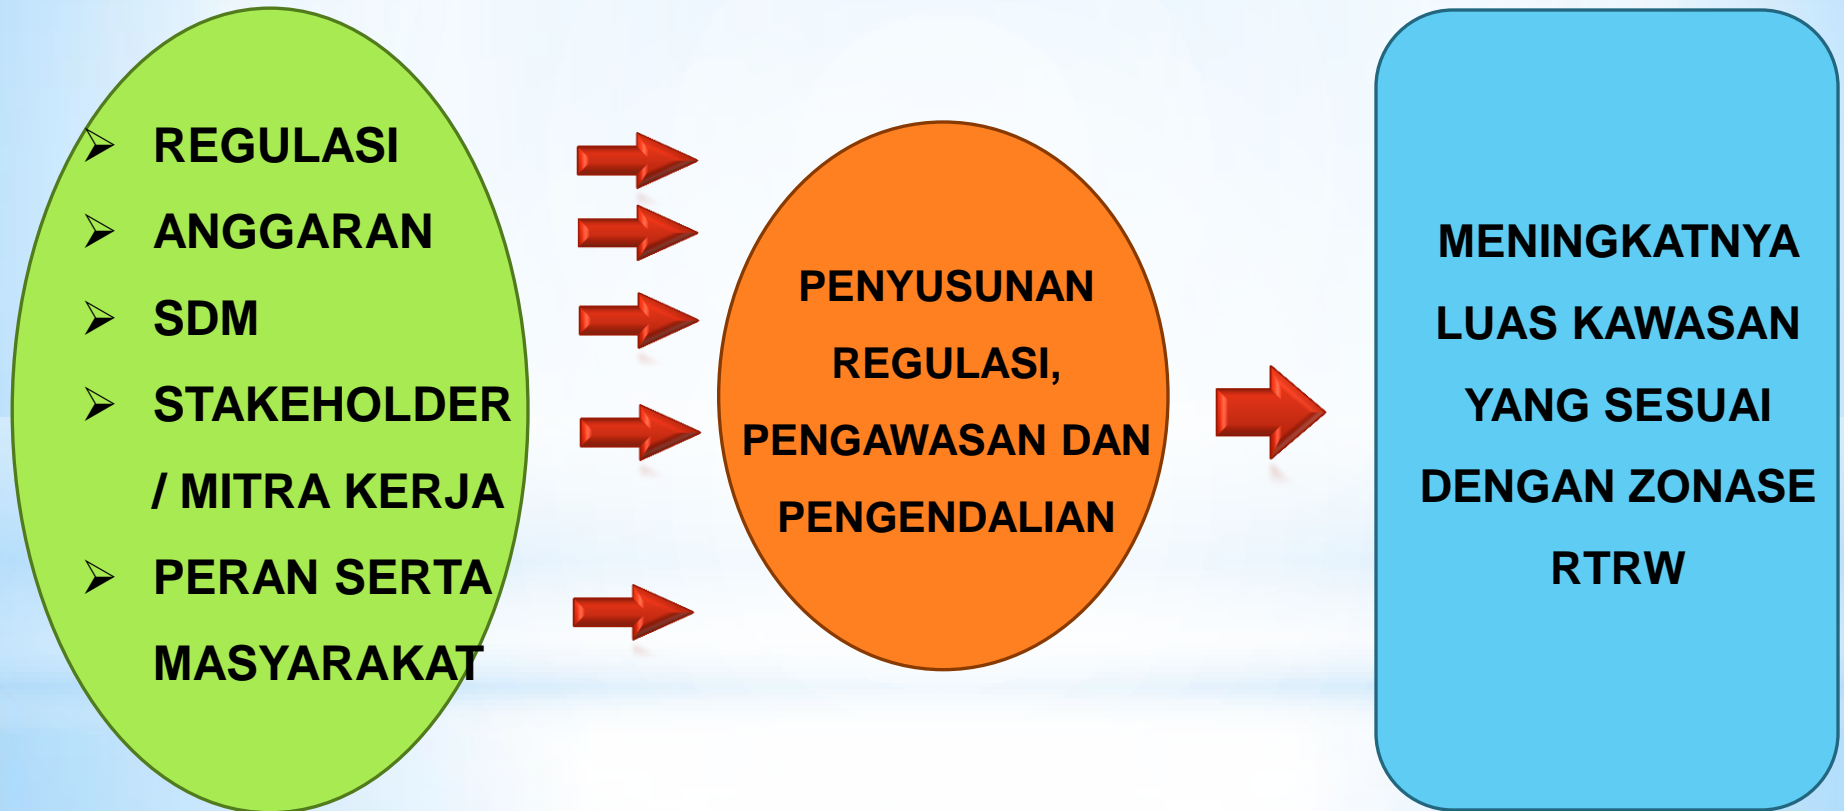 ➢ REGULASI
➢ ANGGARAN
➢ SDM
➢ STAKEHOLDER
/ MITRA KERJA
➢ PERAN SERTA
MASYARAKAT
PENYUSUNAN
REGULASI,
PENGAWASAN DAN
PENGENDALIAN
MENINGKATNYA
LUAS KAWASAN
YANG SESUAI
DENGAN ZONASE
RTRW